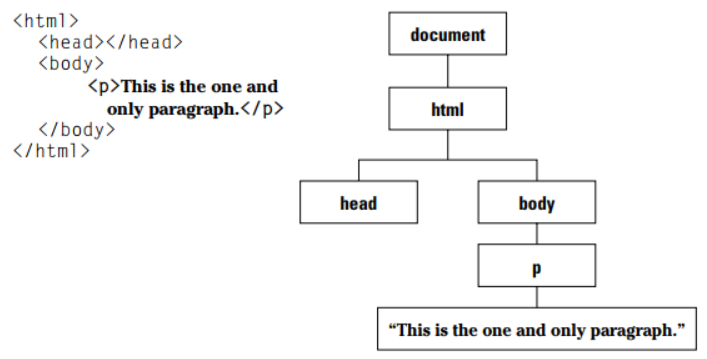 <html>
<head></head>
<body>
<p>This is the one and
only paragraph.</p>
</body>
</html>
document
html
head
body
p
“This is the one and only paragraph.”